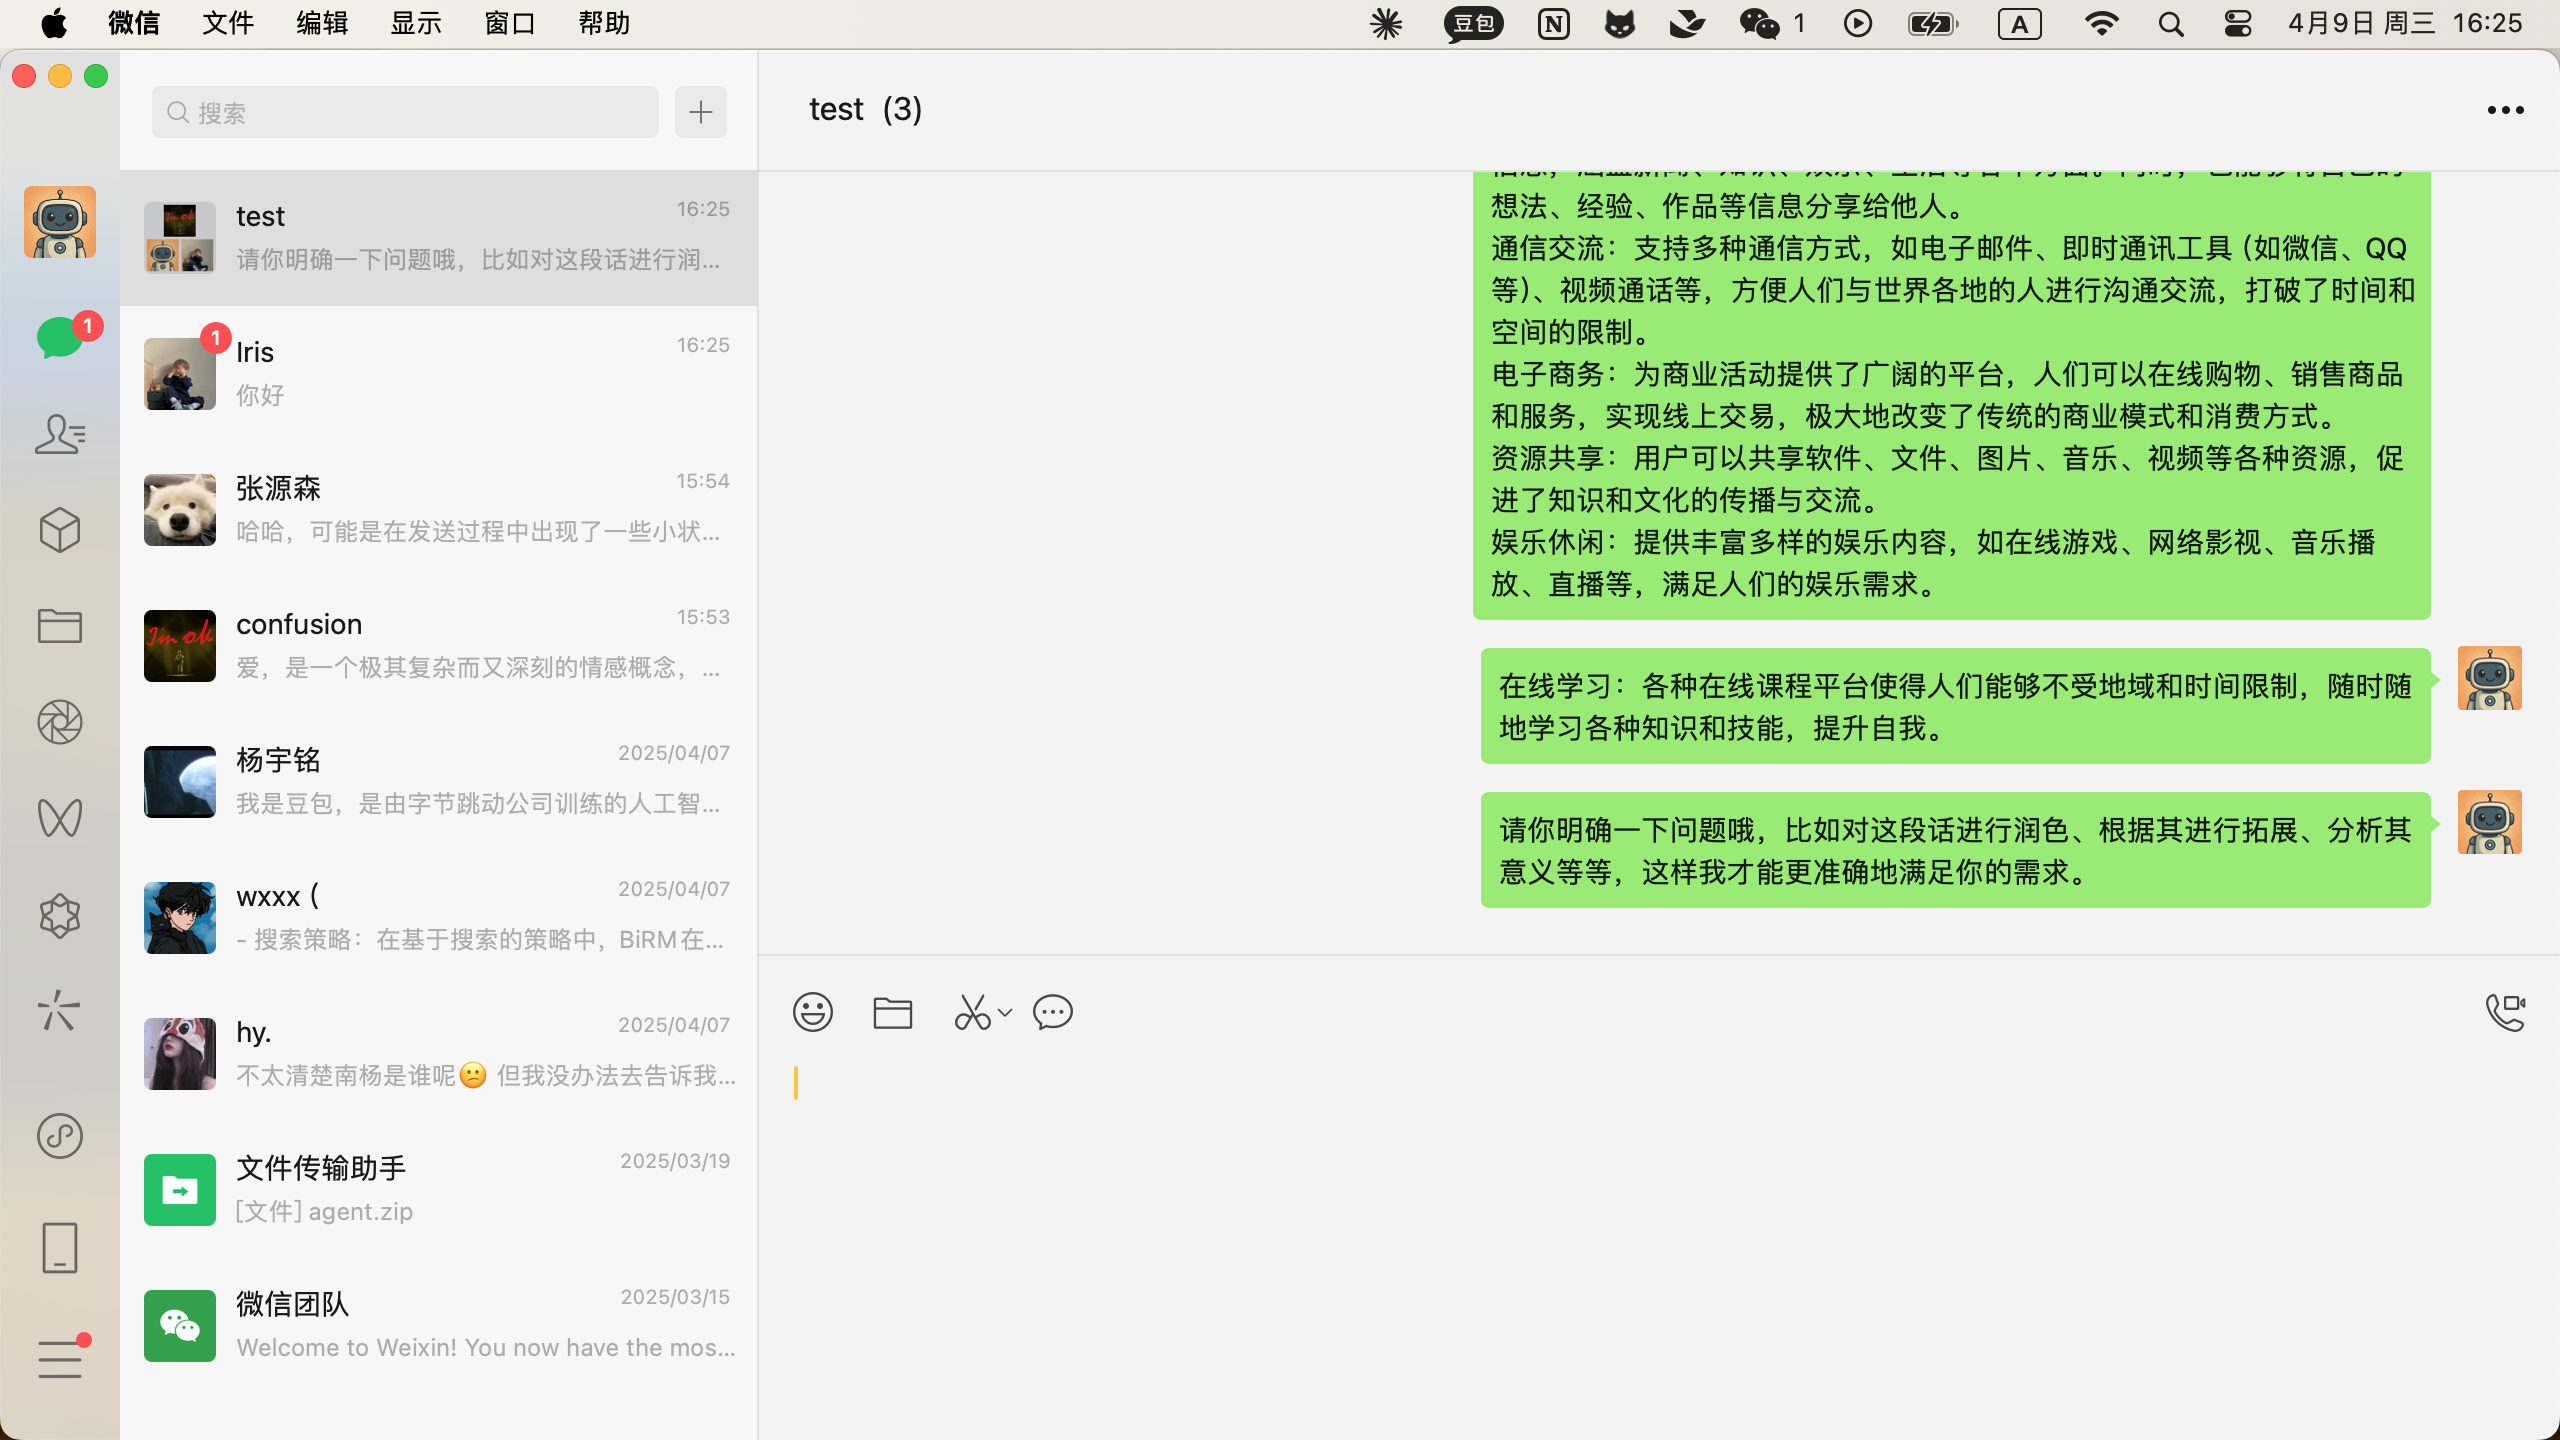 微信 文件 编辑 显示 窗口 帮助 豆包 N 1 A 4月9日 周三 16:25
搜索
test 16:25
请你明确一下问题哦，比如对这段话进行润...
1
Iris 16:25
你好
张源森 15:54
哈哈，可能是在发送过程中出现了一些小状...
I'm ok
confusion 15:53
爱，是一个极其复杂而又深刻的情感概念，...
杨宇铭 2025/04/07
我是豆包，是由字节跳动公司训练的人工智...
wxxx (  2025/04/07
- 搜索策略：在基于搜索的策略中，BiRM在...
hy. 2025/04/07
不太清楚南杨是谁呢😕 但我没办法去告诉我...
文件传输助手 2025/03/19
[文件] agent.zip
微信团队 2025/03/15
Welcome to Weixin! You now have the mos...
1
test (3)
想法、经验、作品等信息分享给他人。
通信交流：支持多种通信方式，如电子邮件、即时通讯工具（如微信、QQ
等）、视频通话等，方便人们与世界各地的人进行沟通交流，打破了时间和
空间的限制。
电子商务：为商业活动提供了广阔的平台，人们可以在线购物、销售商品
和服务，实现线上交易，极大地改变了传统的商业模式和消费方式。
资源共享：用户可以共享软件、文件、图片、音乐、视频等各种资源，促
进了知识和文化的传播与交流。
娱乐休闲：提供丰富多样的娱乐内容，如在线游戏、网络影视、音乐播
放、直播等，满足人们的娱乐需求。
在线学习：各种在线课程平台使得人们能够不受地域和时间限制，随时随
地学习各种知识和技能，提升自我。
请你明确一下问题哦，比如对这段话进行润色、根据其进行拓展、分析其
意义等等，这样我才能更准确地满足你的需求。